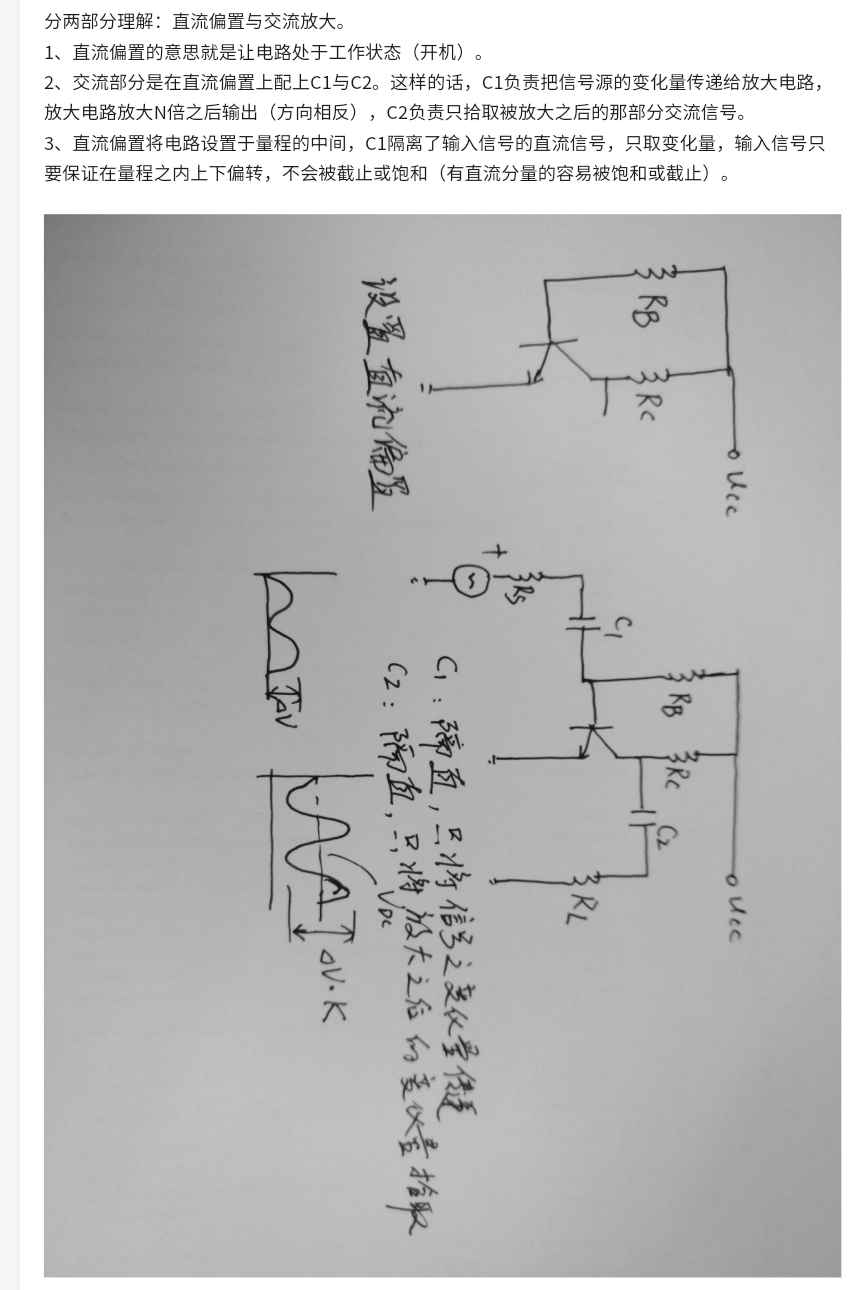 分两部分理解：直流偏置与交流放大。
1、直流偏置的意思就是让电路处于工作状态（开机）。
2、交流部分是在直流偏置上配上C1与C2。这样的话，C1负责把信号源的变化量传递给放大电路，
放大电路放大N倍之后输出（方向相反），C2负责只拾取被放大之后的那部分交流信号。
3、直流偏置将电路设置于量程的中间，C1隔离了输入信号的直流信号，只取变化量，输入信号只
要保证在量程之内上下偏转，不会被截止或饱和（有直流分量的容易被饱和或截止）。
Ucc
RB
RC
设置直流偏置
Ucc
RB
RC
C1
C2
RS
+
RL
C1：隔直，只将信号之变化量传递
C2：隔直，只将放大之后的变化量拾取
ΔV
VDC
ΔV·K